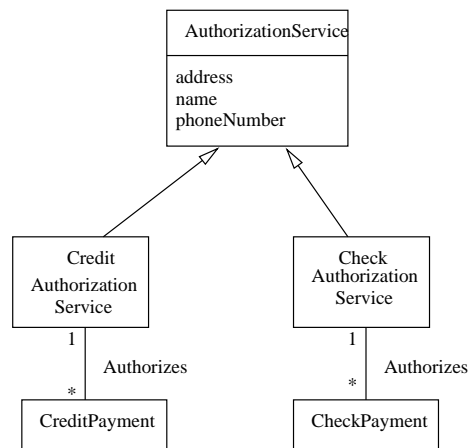 AuthorizationService
address
name
phoneNumber
Credit
Authorization
Service
Check
Authorization
Service
1
Authorizes
*
1
Authorizes
*
CreditPayment
CheckPayment